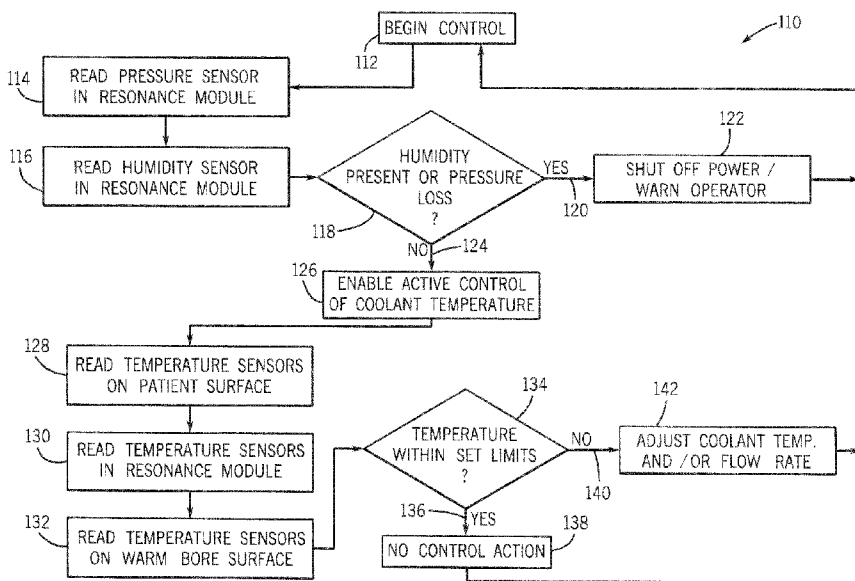 BEGIN CONTROL
110
112
114
READ PRESSURE SENSOR
IN RESONANCE MODULE
116
READ HUMIDITY SENSOR
IN RESONANCE MODULE
HUMIDITY
PRESENT OR PRESSURE
LOSS
?
118
YES
120
122
SHUT OFF POWER /
WARN OPERATOR
NO
124
126
ENABLE ACTIVE CONTROL
OF COOLANT TEMPERATURE
128
READ TEMPERATURE SENSORS
ON PATIENT SURFACE
130
READ TEMPERATURE SENSORS
IN RESONANCE MODULE
132
READ TEMPERATURE SENSORS
ON WARM BORE SURFACE
134
TEMPERATURE
WITHIN SET LIMITS
?
NO
140
142
ADJUST COOLANT TEMP.
AND /OR FLOW RATE
136
YES
138
NO CONTROL ACTION